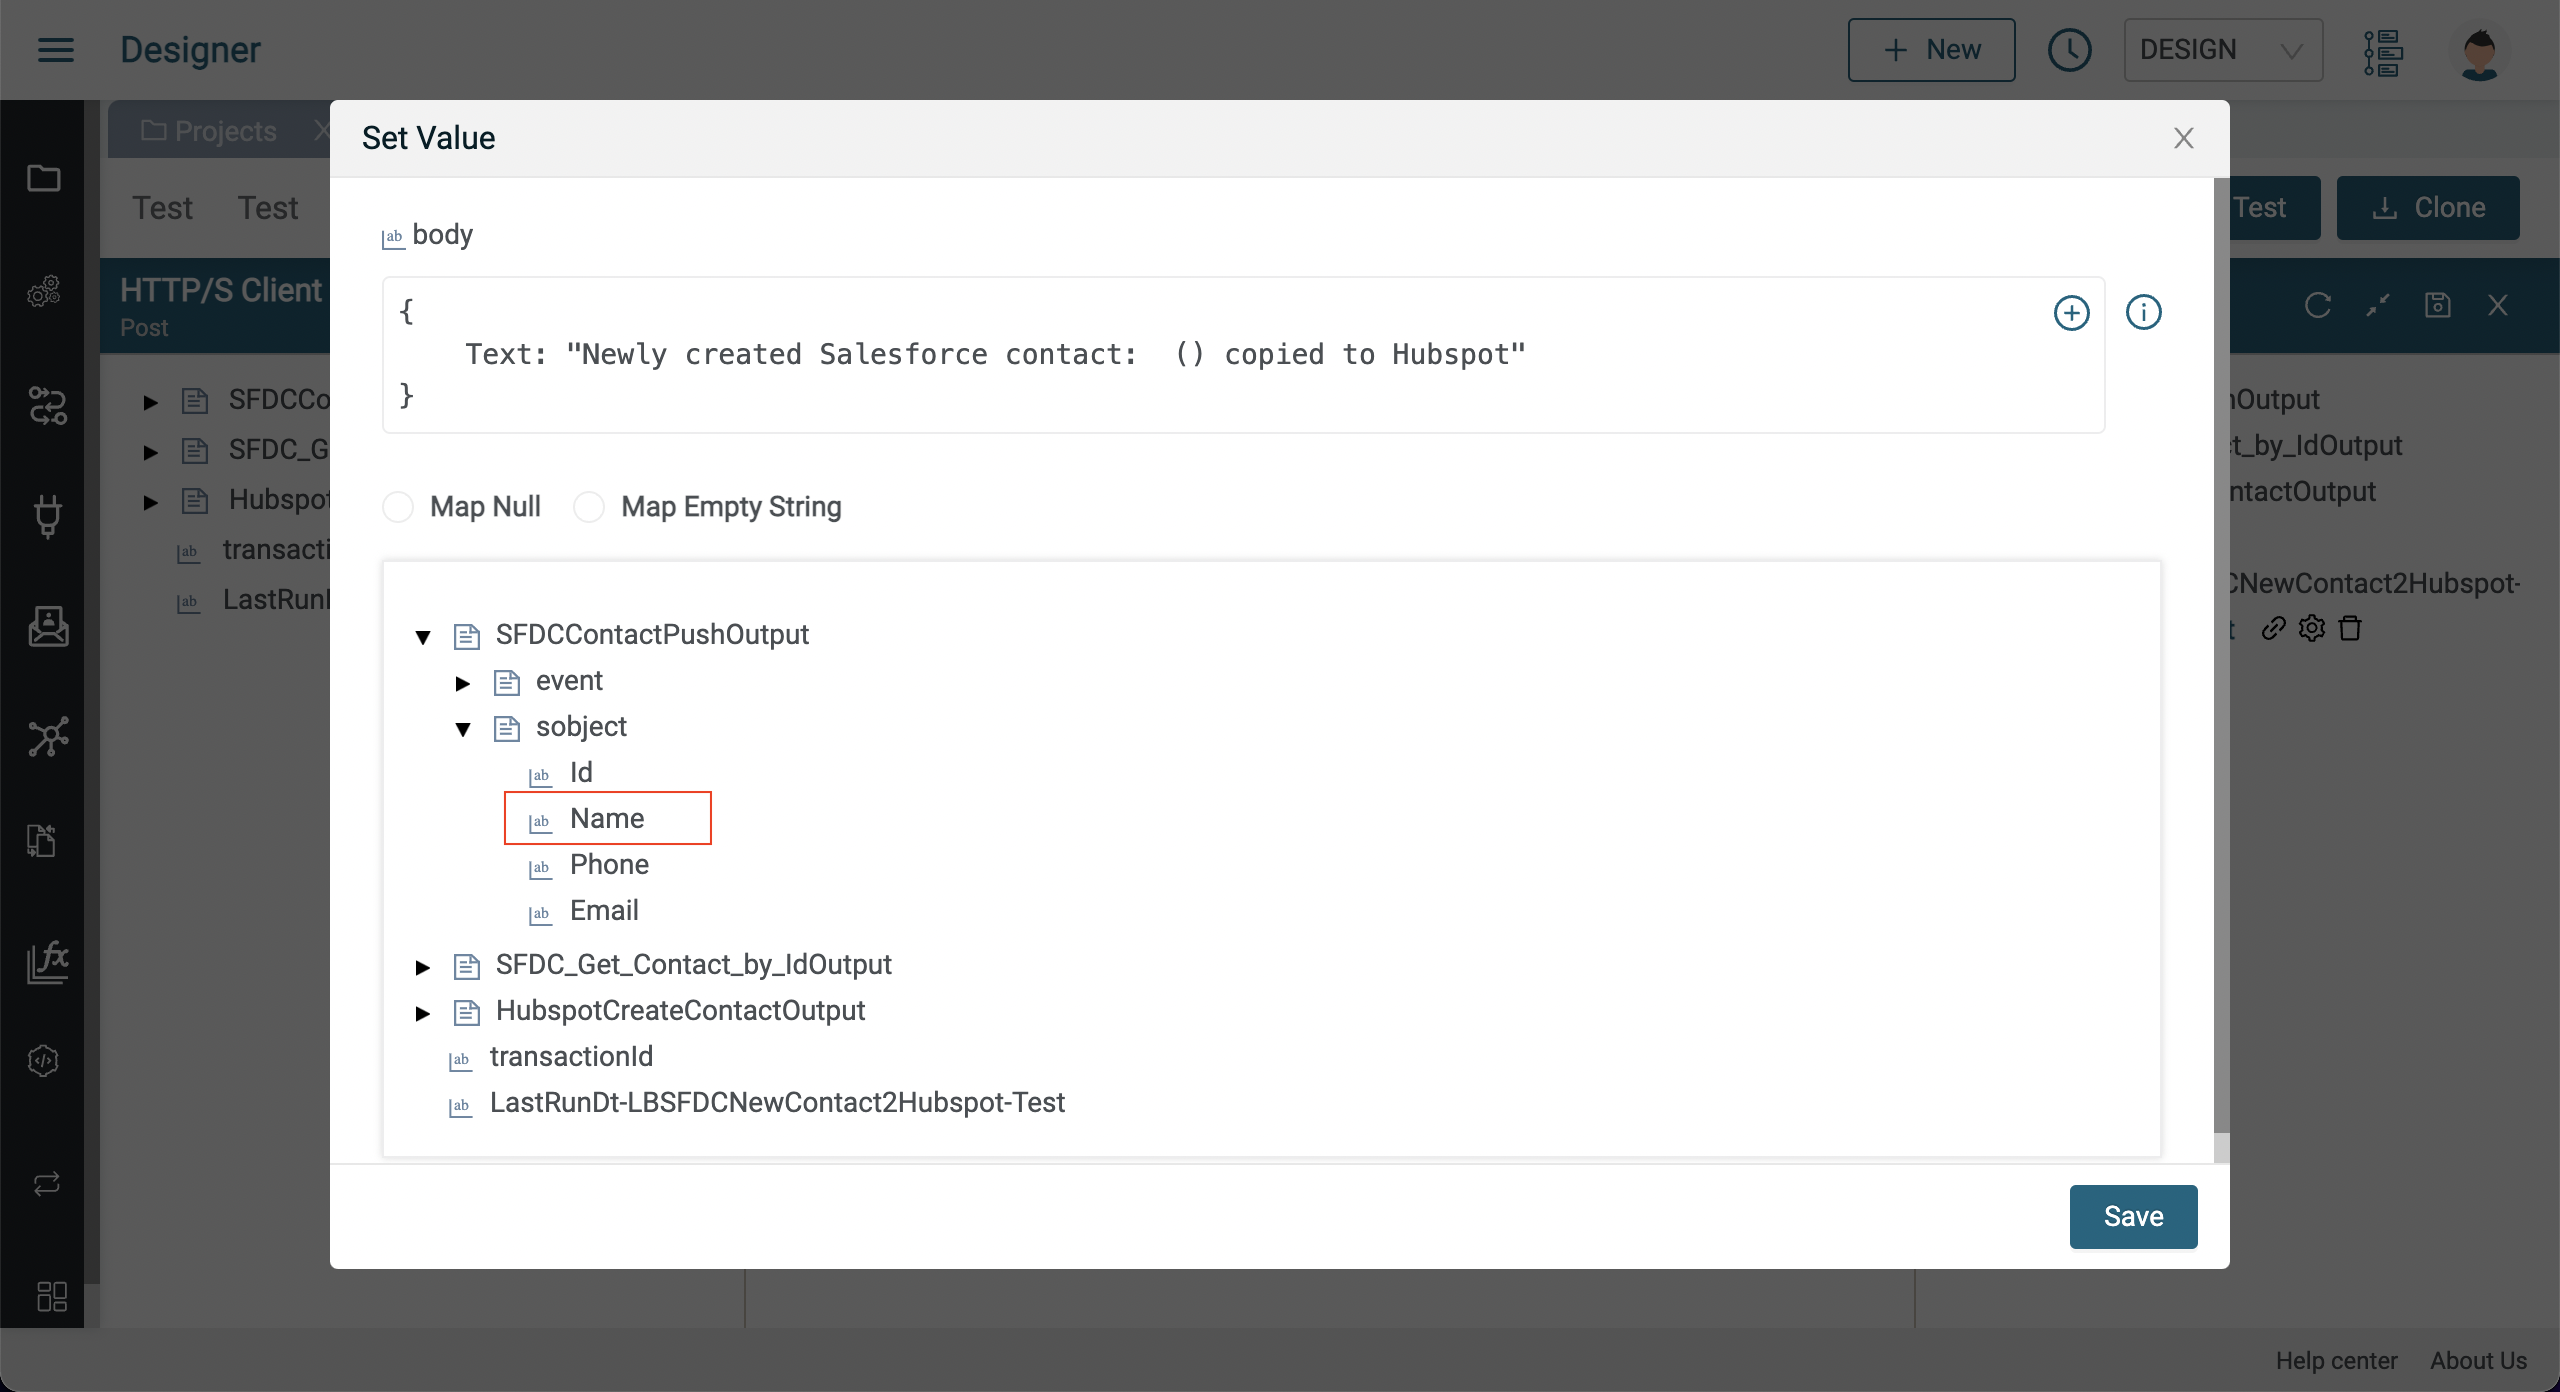 Designer
New
DESIGN
Projects
Set Value
Test Test
Test
Clone
HTTP/S Client
Post
body
{
Text: "Newly created Salesforce contact:  () copied to Hubspot"
}
Map Null
Map Empty String
SFDCContactPushOutput
event
sobject
Id
Name
Phone
Email
SFDC_Get_Contact_by_IdOutput
HubspotCreateContactOutput
transactionId
LastRunDt-LBSFDCNewContact2Hubspot-Test
Save
SFDCCo
SFDC_G
Hubspot
transacti
LastRun
Output
t_by_IdOutput
ntactOutput
CNewContact2Hubspot-
Help center
About Us